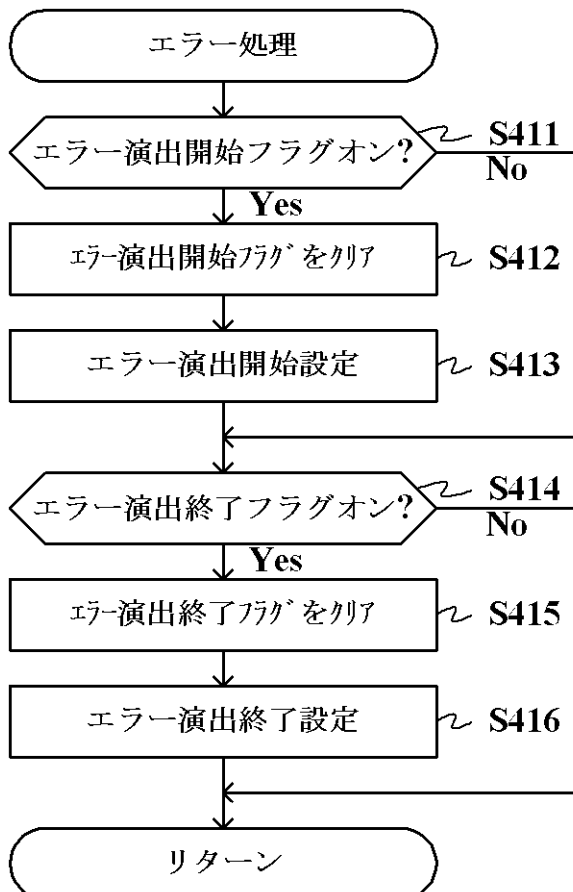 エラー処理
エラー演出開始フラグオン?
S411
No
Yes
ｴﾗｰ演出開始ﾌﾗｸﾞをｸﾘｱ
S412
エラー演出開始設定
S413
エラー演出終了フラグオン?
S414
No
Yes
ｴﾗｰ演出終了ﾌﾗｸﾞをｸﾘｱ
S415
エラー演出終了設定
S416
リターン